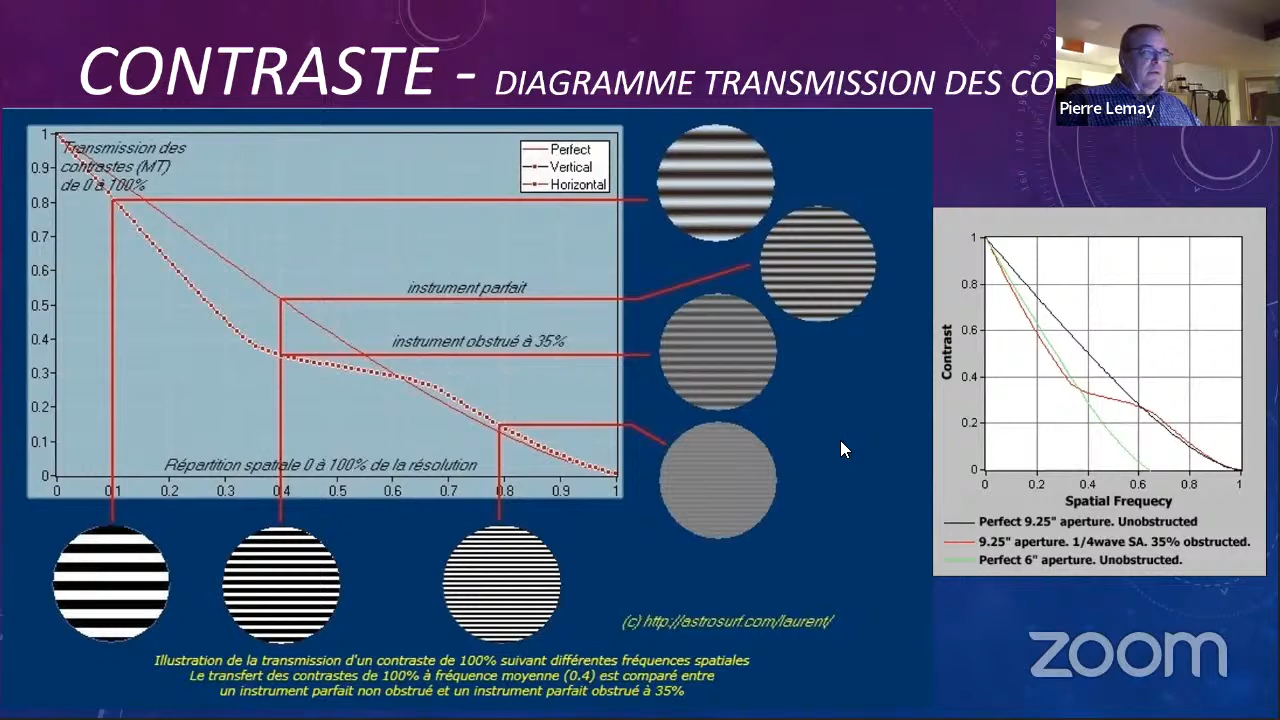 CONTRASTE - DIAGRAMME TRANSMISSION DES CO
Pierre Lemay
Transmission des
contrastes (MT)
de 0 à 100%
Perfect
Vertical
Horizontal
1
0.9
0.8
0.7
0.6
0.5
0.4
0.3
0.2
0.1
0
instrument parfait
instrument obstrué à 35%
Répartition spatiale 0 à 100% de la résolution
0 0.1 0.2 0.3 0.4 0.5 0.6 0.7 0.8 0.9 1
(c) http://astrosurf.com/laurent/
Illustration de la transmission d'un contraste de 100% suivant différentes fréquences spatiales
Le transfert des contrastes de 100% à fréquence moyenne (0.4) est comparé entre
un instrument parfait non obstrué et un instrument parfait obstrué à 35%
Contrast
1
0.8
0.6
0.4
0.2
0
0 0.2 0.4 0.6 0.8 1
Spatial Frequecy
Perfect 9.25" aperture. Unobstructed
9.25" aperture. 1/4wave SA. 35% obstructed.
Perfect 6" aperture. Unobstructed.
zoom